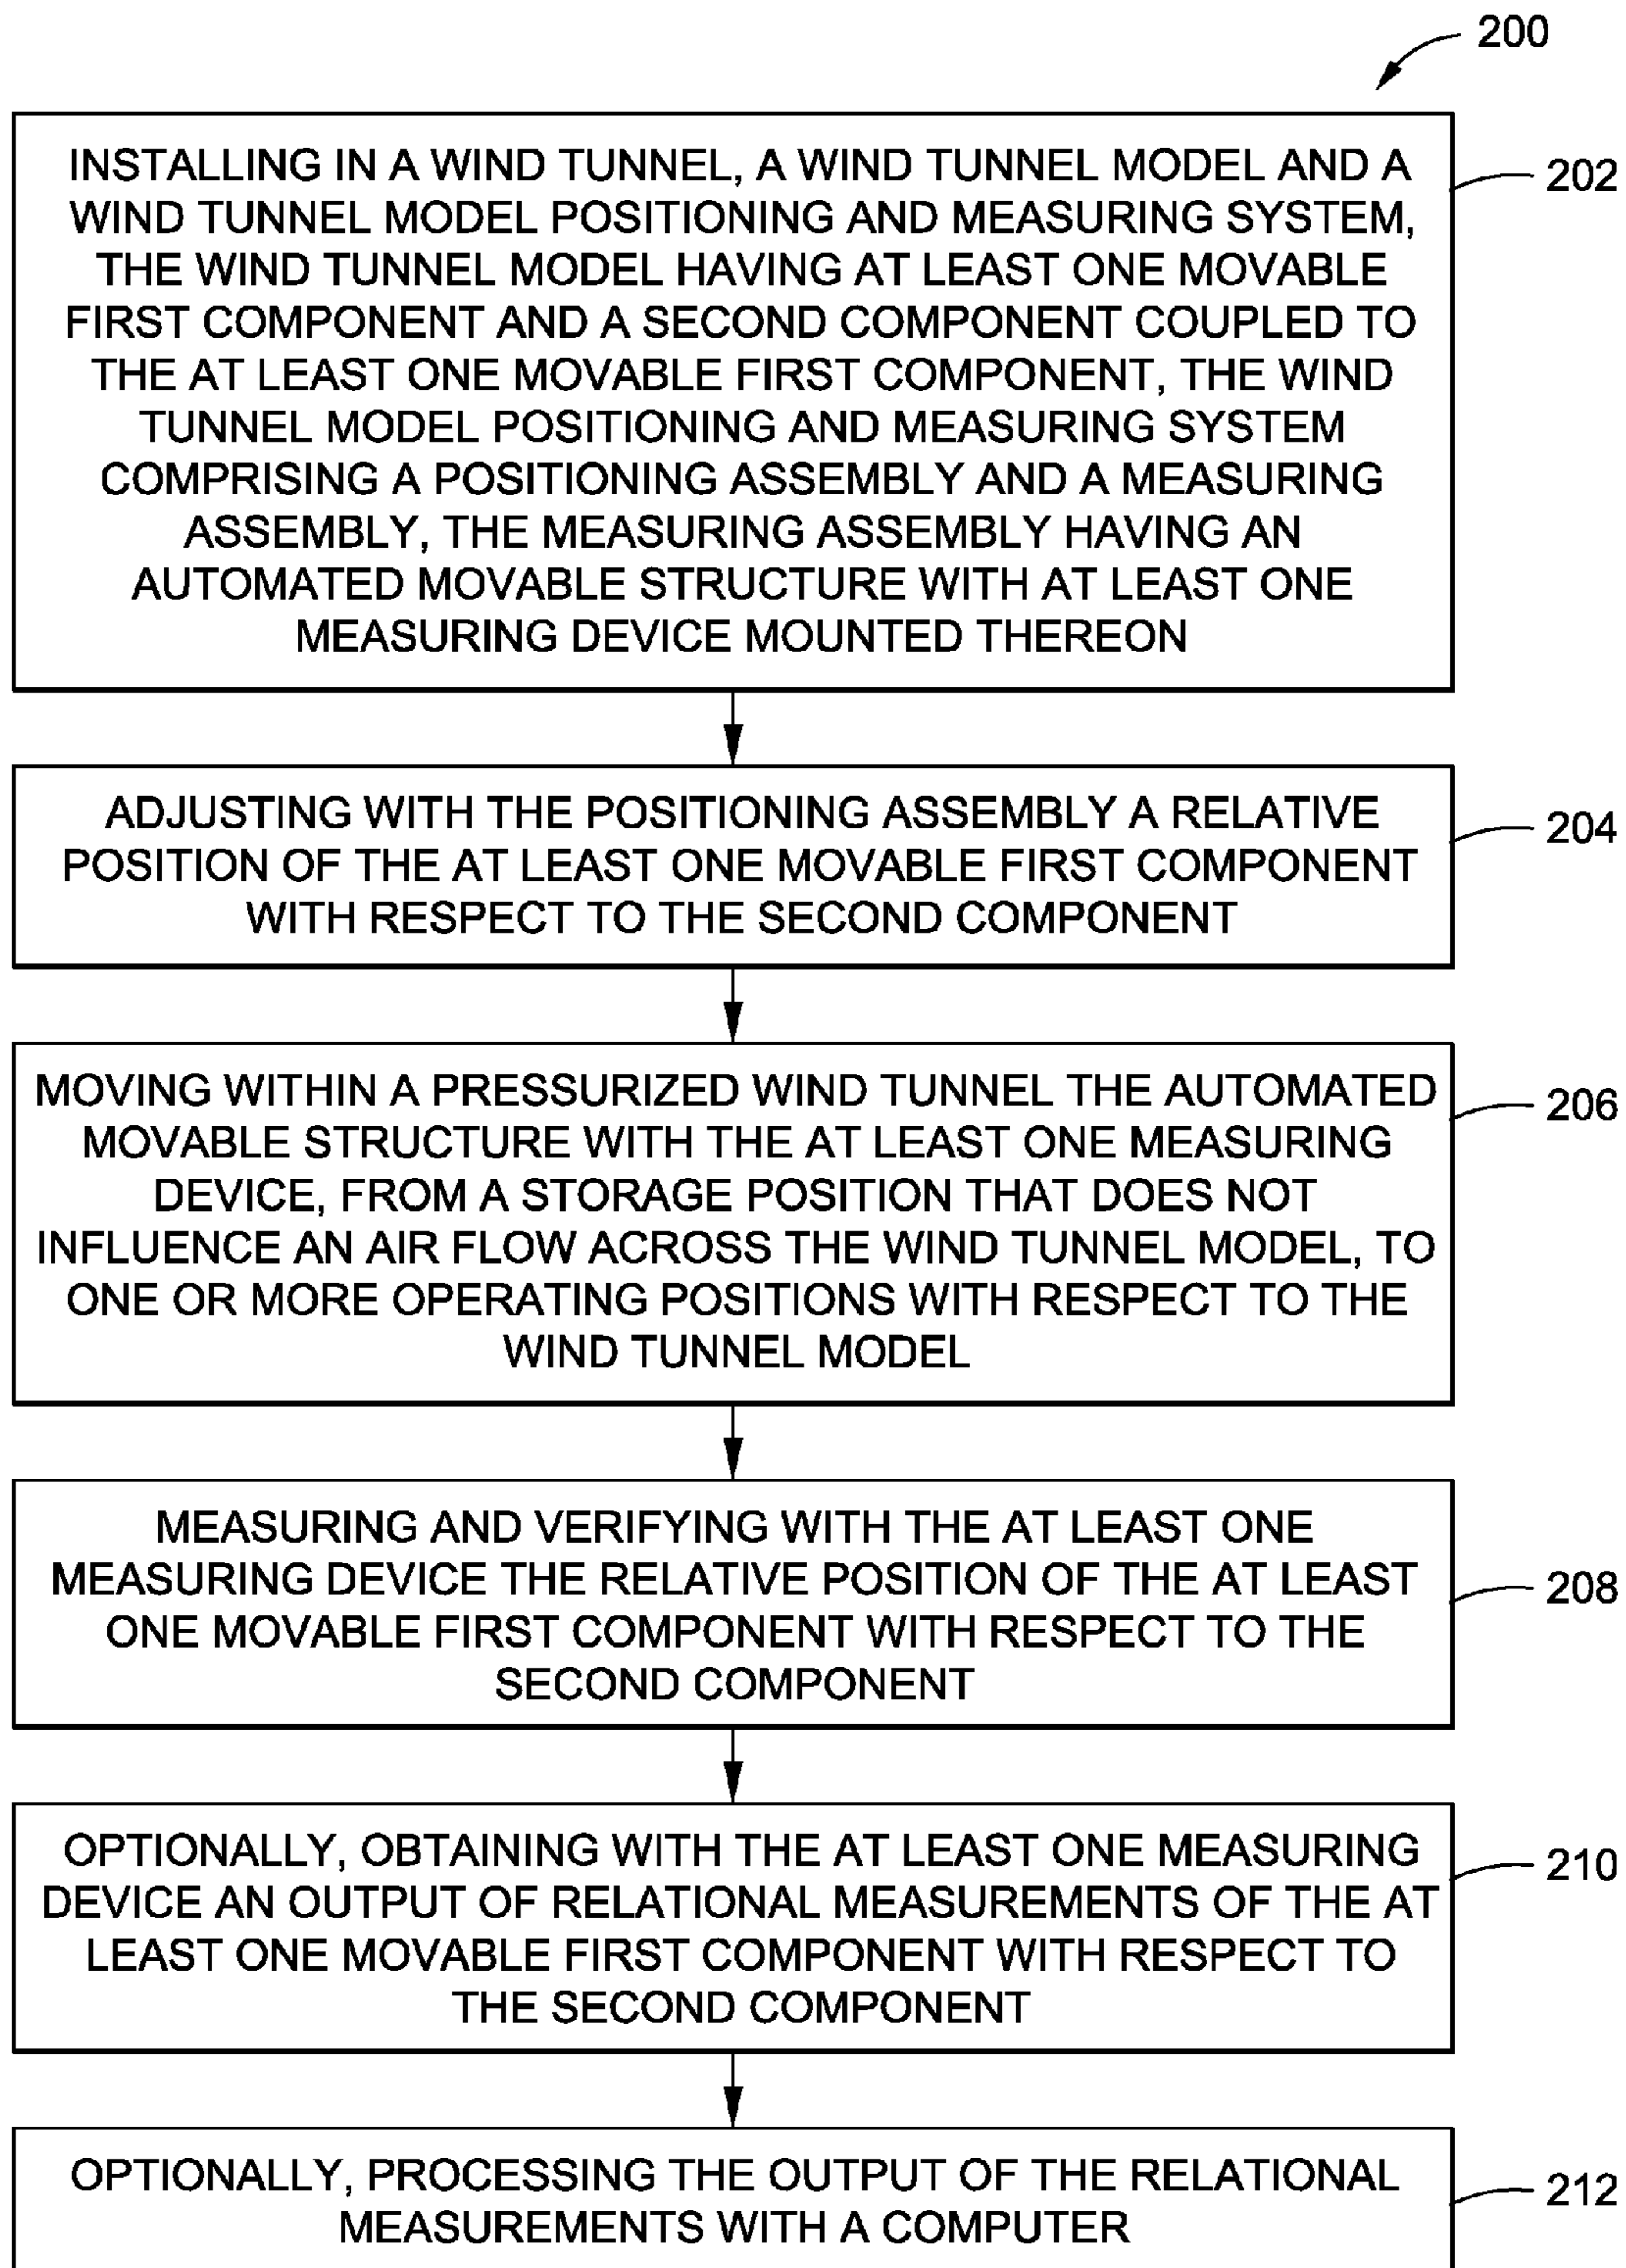 200
INSTALLING IN A WIND TUNNEL, A WIND TUNNEL MODEL AND A
WIND TUNNEL MODEL POSITIONING AND MEASURING SYSTEM,
THE WIND TUNNEL MODEL HAVING AT LEAST ONE MOVABLE
FIRST COMPONENT AND A SECOND COMPONENT COUPLED TO
THE AT LEAST ONE MOVABLE FIRST COMPONENT, THE WIND
TUNNEL MODEL POSITIONING AND MEASURING SYSTEM
COMPRISING A POSITIONING ASSEMBLY AND A MEASURING
ASSEMBLY, THE MEASURING ASSEMBLY HAVING AN
AUTOMATED MOVABLE STRUCTURE WITH AT LEAST ONE
MEASURING DEVICE MOUNTED THEREON
202
ADJUSTING WITH THE POSITIONING ASSEMBLY A RELATIVE
POSITION OF THE AT LEAST ONE MOVABLE FIRST COMPONENT
WITH RESPECT TO THE SECOND COMPONENT
204
MOVING WITHIN A PRESSURIZED WIND TUNNEL THE AUTOMATED
MOVABLE STRUCTURE WITH THE AT LEAST ONE MEASURING
DEVICE, FROM A STORAGE POSITION THAT DOES NOT
INFLUENCE AN AIR FLOW ACROSS THE WIND TUNNEL MODEL, TO
ONE OR MORE OPERATING POSITIONS WITH RESPECT TO THE
WIND TUNNEL MODEL
206
MEASURING AND VERIFYING WITH THE AT LEAST ONE
MEASURING DEVICE THE RELATIVE POSITION OF THE AT LEAST
ONE MOVABLE FIRST COMPONENT WITH RESPECT TO THE
SECOND COMPONENT
208
OPTIONALLY, OBTAINING WITH THE AT LEAST ONE MEASURING
DEVICE AN OUTPUT OF RELATIONAL MEASUREMENTS OF THE AT
LEAST ONE MOVABLE FIRST COMPONENT WITH RESPECT TO
THE SECOND COMPONENT
210
OPTIONALLY, PROCESSING THE OUTPUT OF THE RELATIONAL
MEASUREMENTS WITH A COMPUTER
212